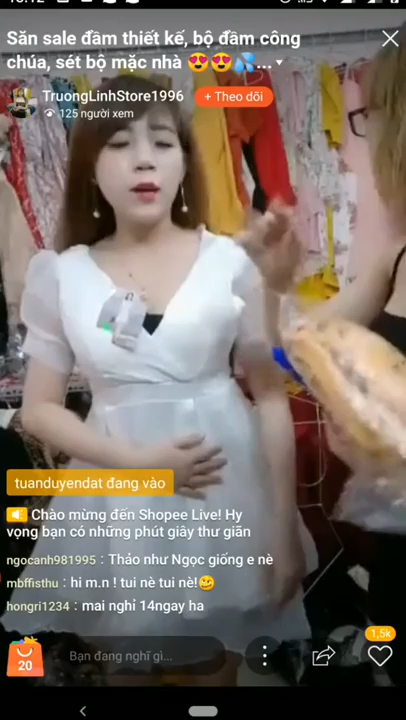 Săn sale đầm thiết kế, bộ đầm công
chúa, sét bộ mặc nhà 😍😍💦...
TruongLinhStore1996
+ Theo dõi
125 người xem
tuanduyendat đang vào
Chào mừng đến Shopee Live! Hy
vọng bạn có những phút giây thư giãn
ngocanh981995 : Thảo như Ngọc giống e nè
mbffisthu : hi m.n ! tui nè tui nè!🥴
hongri1234 : mai nghỉ 14ngay ha
1,5k
20
Bạn đang nghĩ gì...